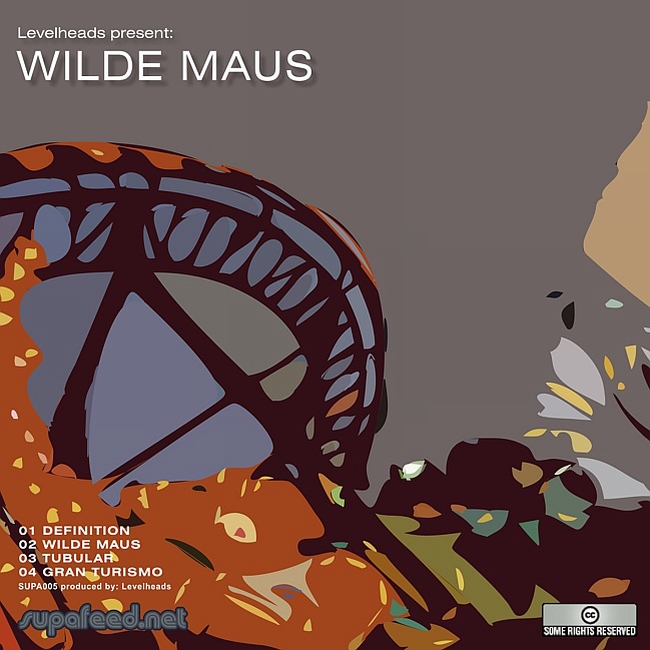 Levelheads present:
WILDE MAUS
01 DEFINITION
02 WILDE MAUS
03 TUBULAR
04 GRAN TURISMO
SUPA005 produced by: Levelheads
supafeed.net
cc
SOME RIGHTS RESERVED